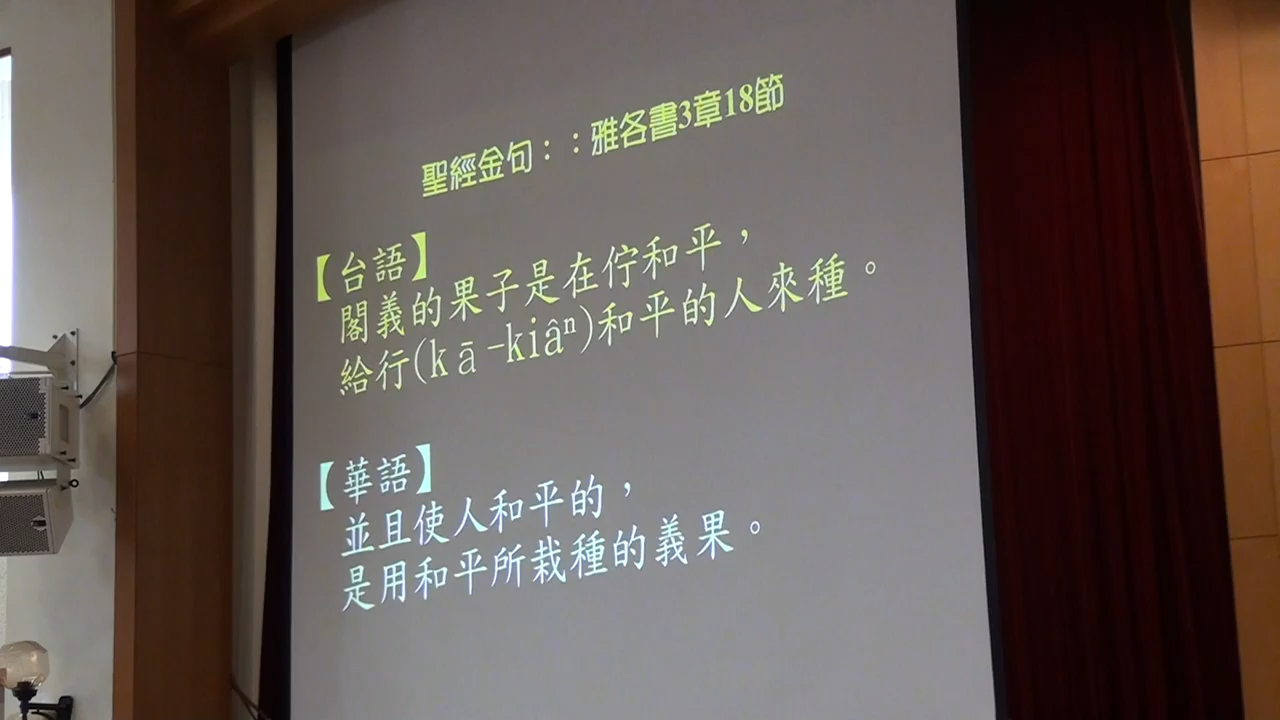 聖經金句：：雅各書3章18節
【台語】
閣義的果子是在佇和平，
給行(kā-kiâⁿ)和平的人來種。
【華語】
並且使人和平的，
是用和平所栽種的義果。